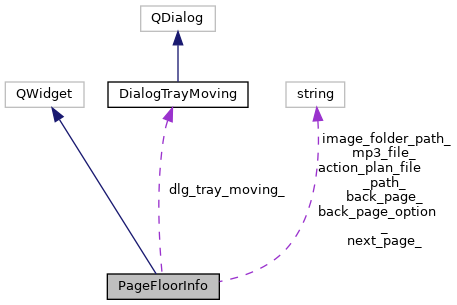 QDialog
QWidget
DialogTrayMoving
string
dlg_tray_moving_
image_folder_path_
mp3_file_
action_plan_file
_path_
back_page_
back_page_option
_
next_page_
PageFloorInfo